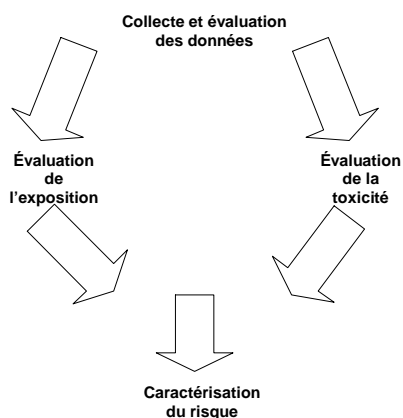 Collecte et évaluation
des données
Évaluation
de
l'exposition
Évaluation
de la
toxicité
Caractérisation
du risque